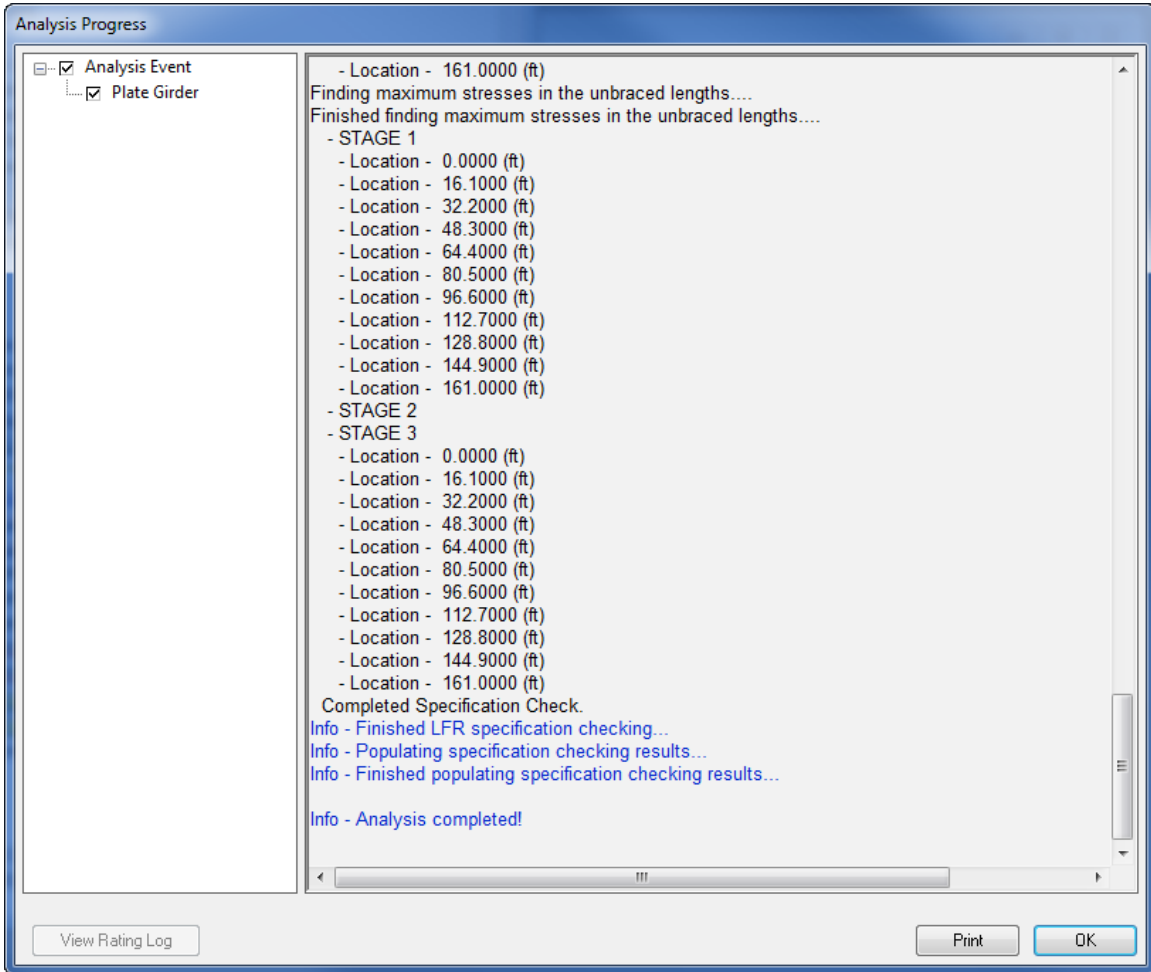 Analysis Progress
Analysis Event
Plate Girder
- Location - 161.0000 (ft)
Finding maximum stresses in the unbraced lengths....
Finished finding maximum stresses in the unbraced lengths....
- STAGE 1
- Location - 0.0000 (ft)
- Location - 16.1000 (ft)
- Location - 32.2000 (ft)
- Location - 48.3000 (ft)
- Location - 64.4000 (ft)
- Location - 80.5000 (ft)
- Location - 96.6000 (ft)
- Location - 112.7000 (ft)
- Location - 128.8000 (ft)
- Location - 144.9000 (ft)
- Location - 161.0000 (ft)
- STAGE 2
- STAGE 3
- Location - 0.0000 (ft)
- Location - 16.1000 (ft)
- Location - 32.2000 (ft)
- Location - 48.3000 (ft)
- Location - 64.4000 (ft)
- Location - 80.5000 (ft)
- Location - 96.6000 (ft)
- Location - 112.7000 (ft)
- Location - 128.8000 (ft)
- Location - 144.9000 (ft)
- Location - 161.0000 (ft)
Completed Specification Check.
Info - Finished LFR specification checking...
Info - Populating specification checking results...
Info - Finished populating specification checking results...
Info - Analysis completed!
View Rating Log
Print
OK